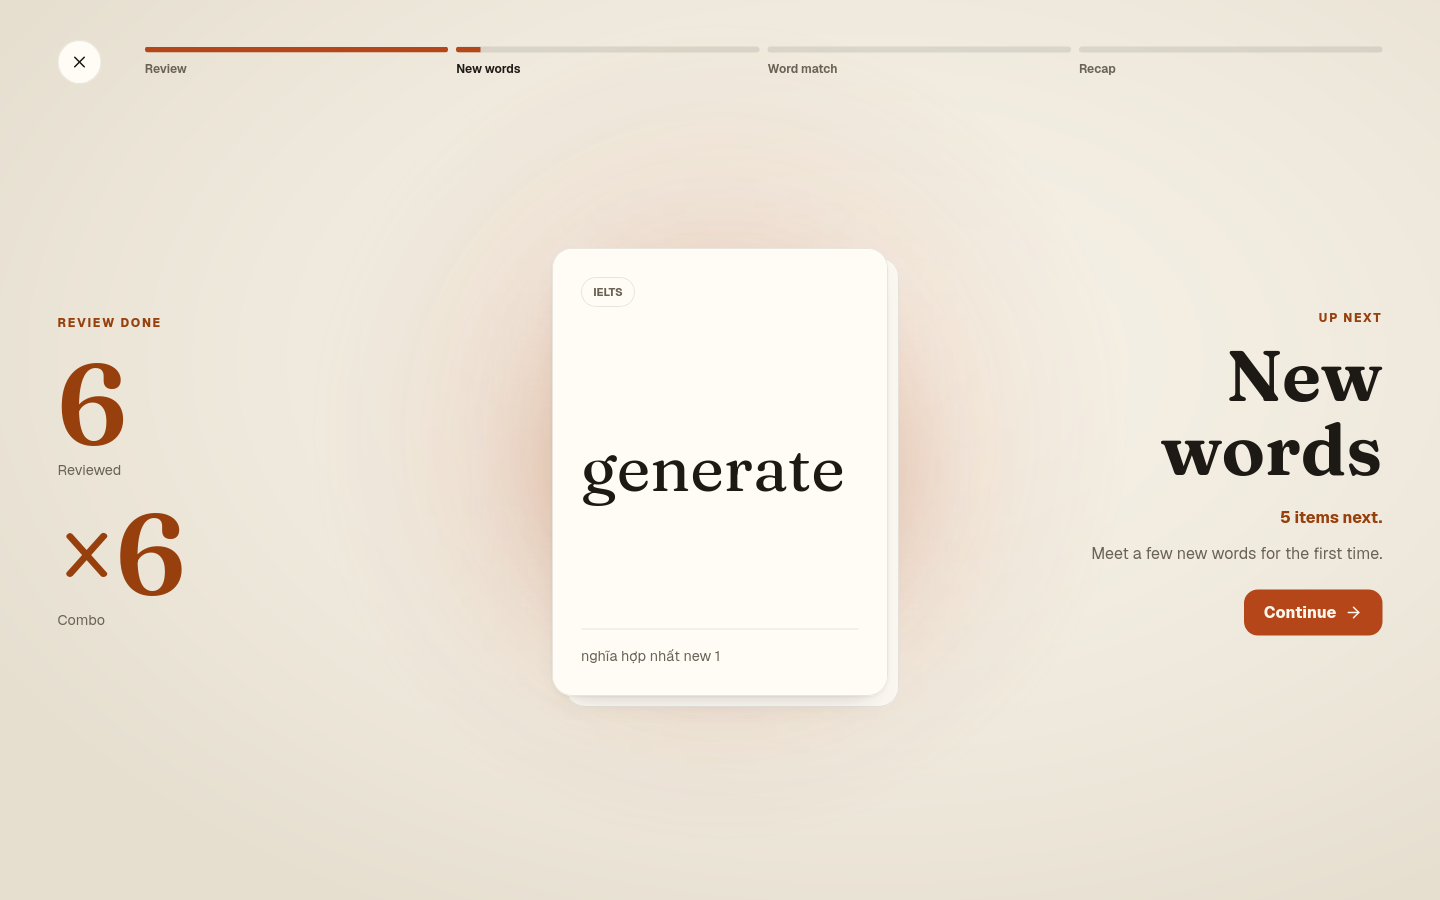 Review
New words
Word match
Recap
REVIEW DONE
6
Reviewed
×6
Combo
IELTS
generate
nghĩa hợp nhất new 1
UP NEXT
New
words
5 items next.
Meet a few new words for the first time.
Continue →